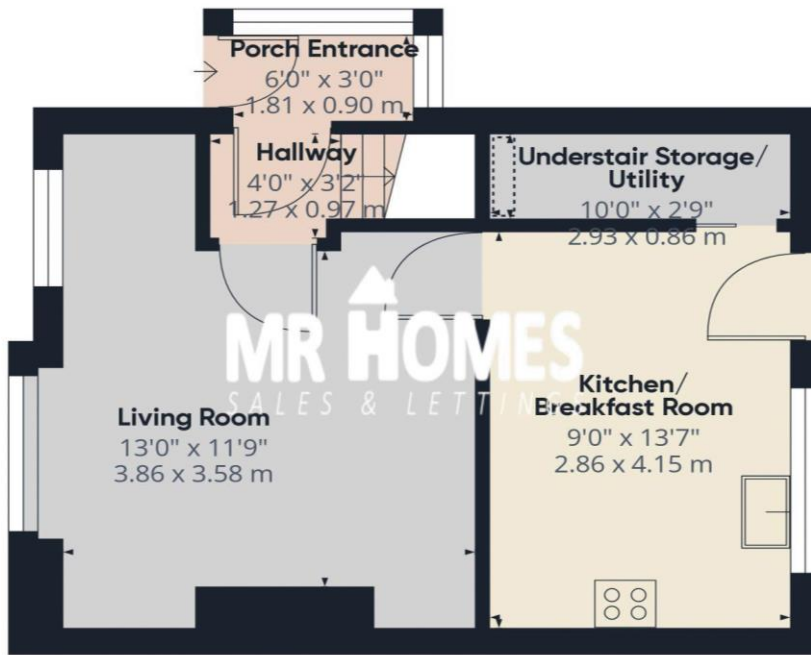 Porch Entrance
6'0" x 3'0"
1.81 x 0.90 m
Hallway
4'0" x 3'2"
1.27 x 0.97 m
Understair Storage/
Utility
10'0" x 2'9"
2.93 x 0.86 m
MR HOMES
SALES & LETTINGS
Living Room
13'0" x 11'9"
3.86 x 3.58 m
Kitchen/
Breakfast Room
9'0" x 13'7"
2.86 x 4.15 m